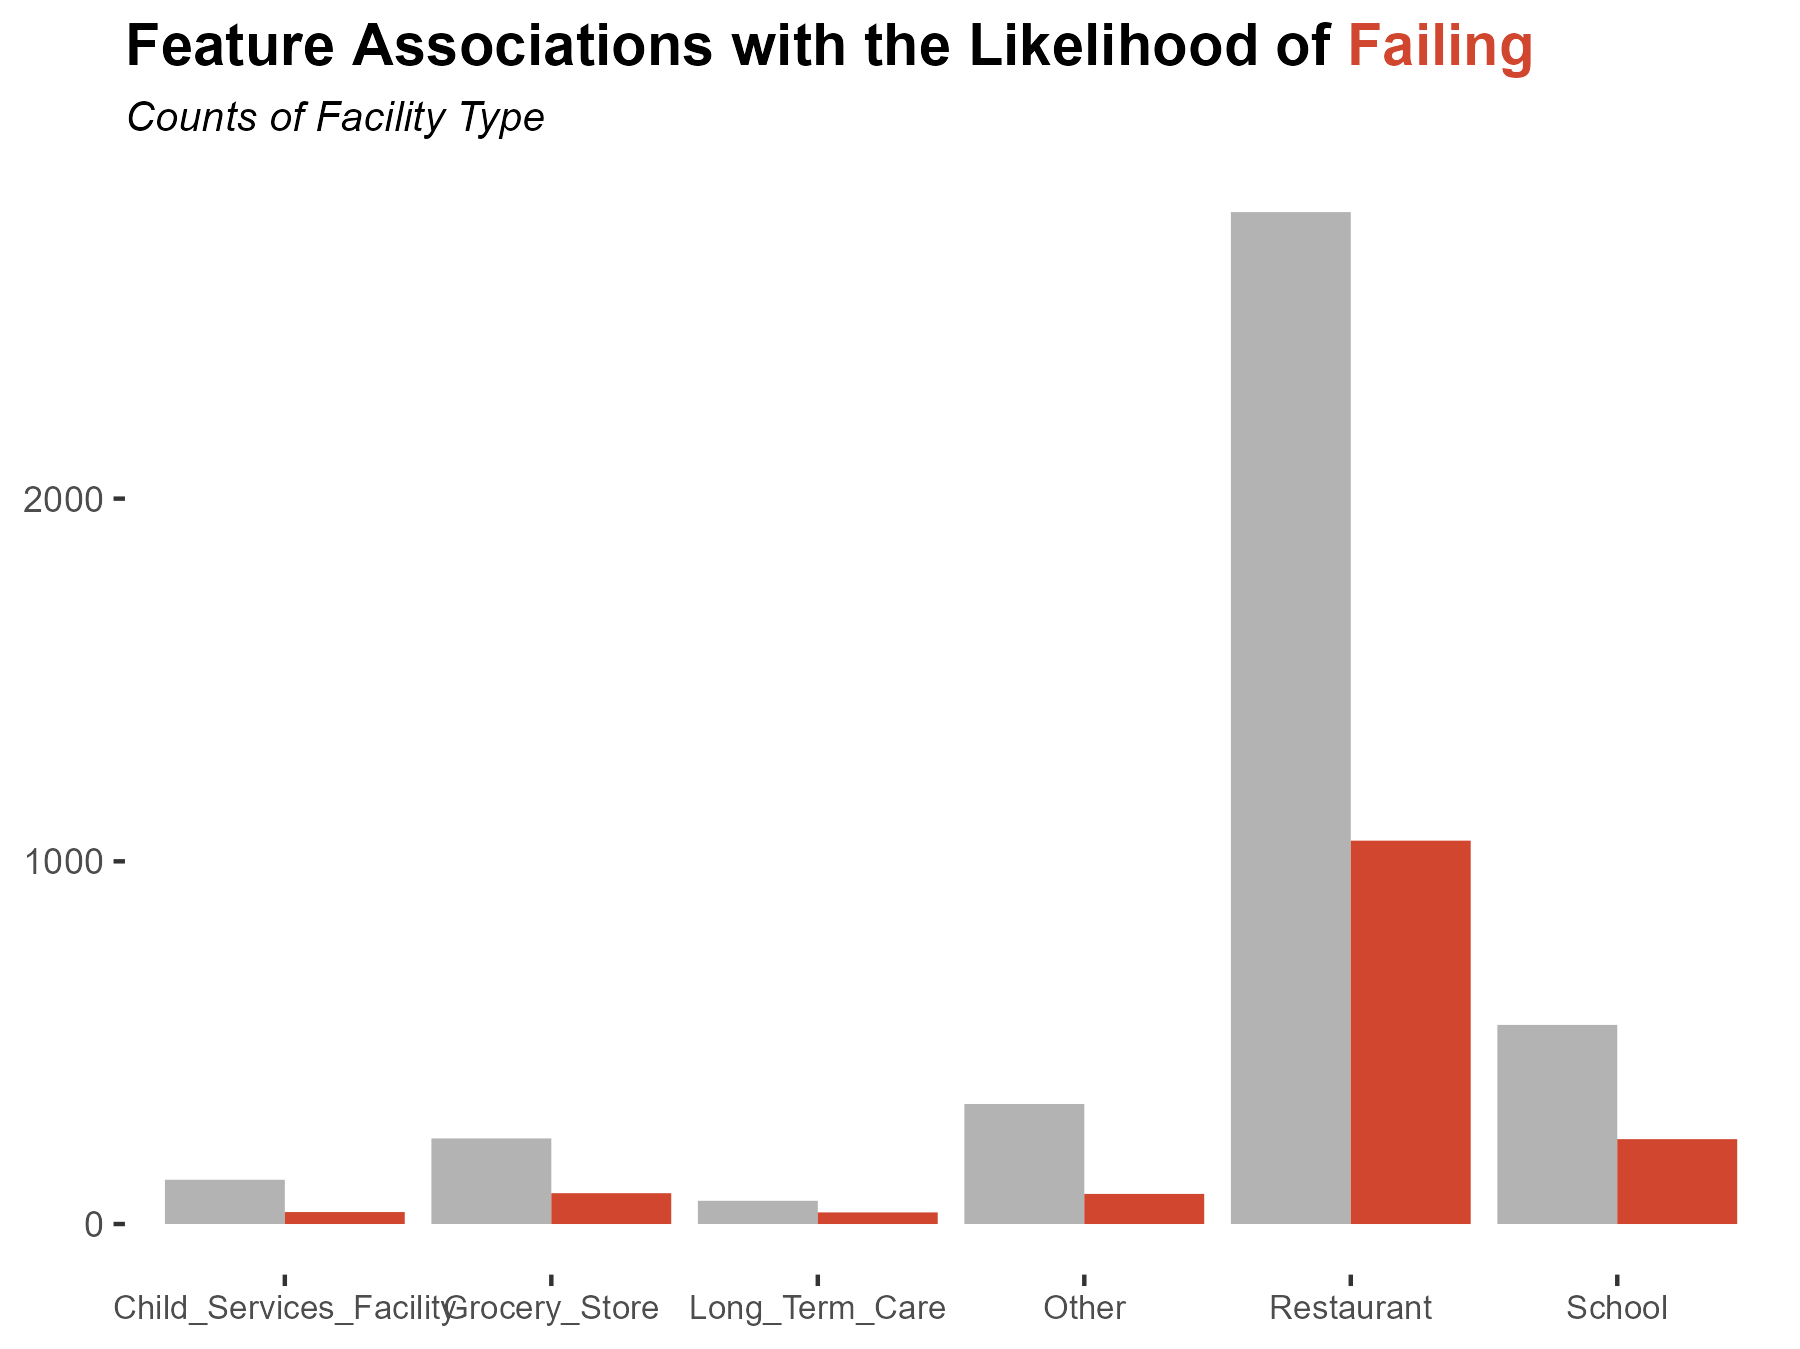 Feature Associations with the Likelihood of Failing
Counts of Facility Type
2000
1000
0
Child_Services_Facility Grocery_Store Long_Term_Care Other Restaurant School